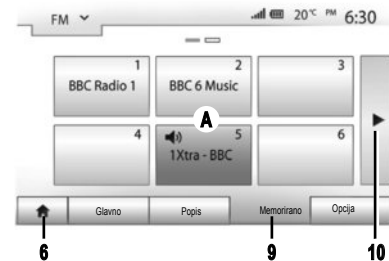 FM 20°C PM 6:30
1 2 3
BBC Radio 1 BBC 6 Music
A
4 5 6
1Xtra - BBC
Glavno Popis Memorirano Opcija
6 9 10